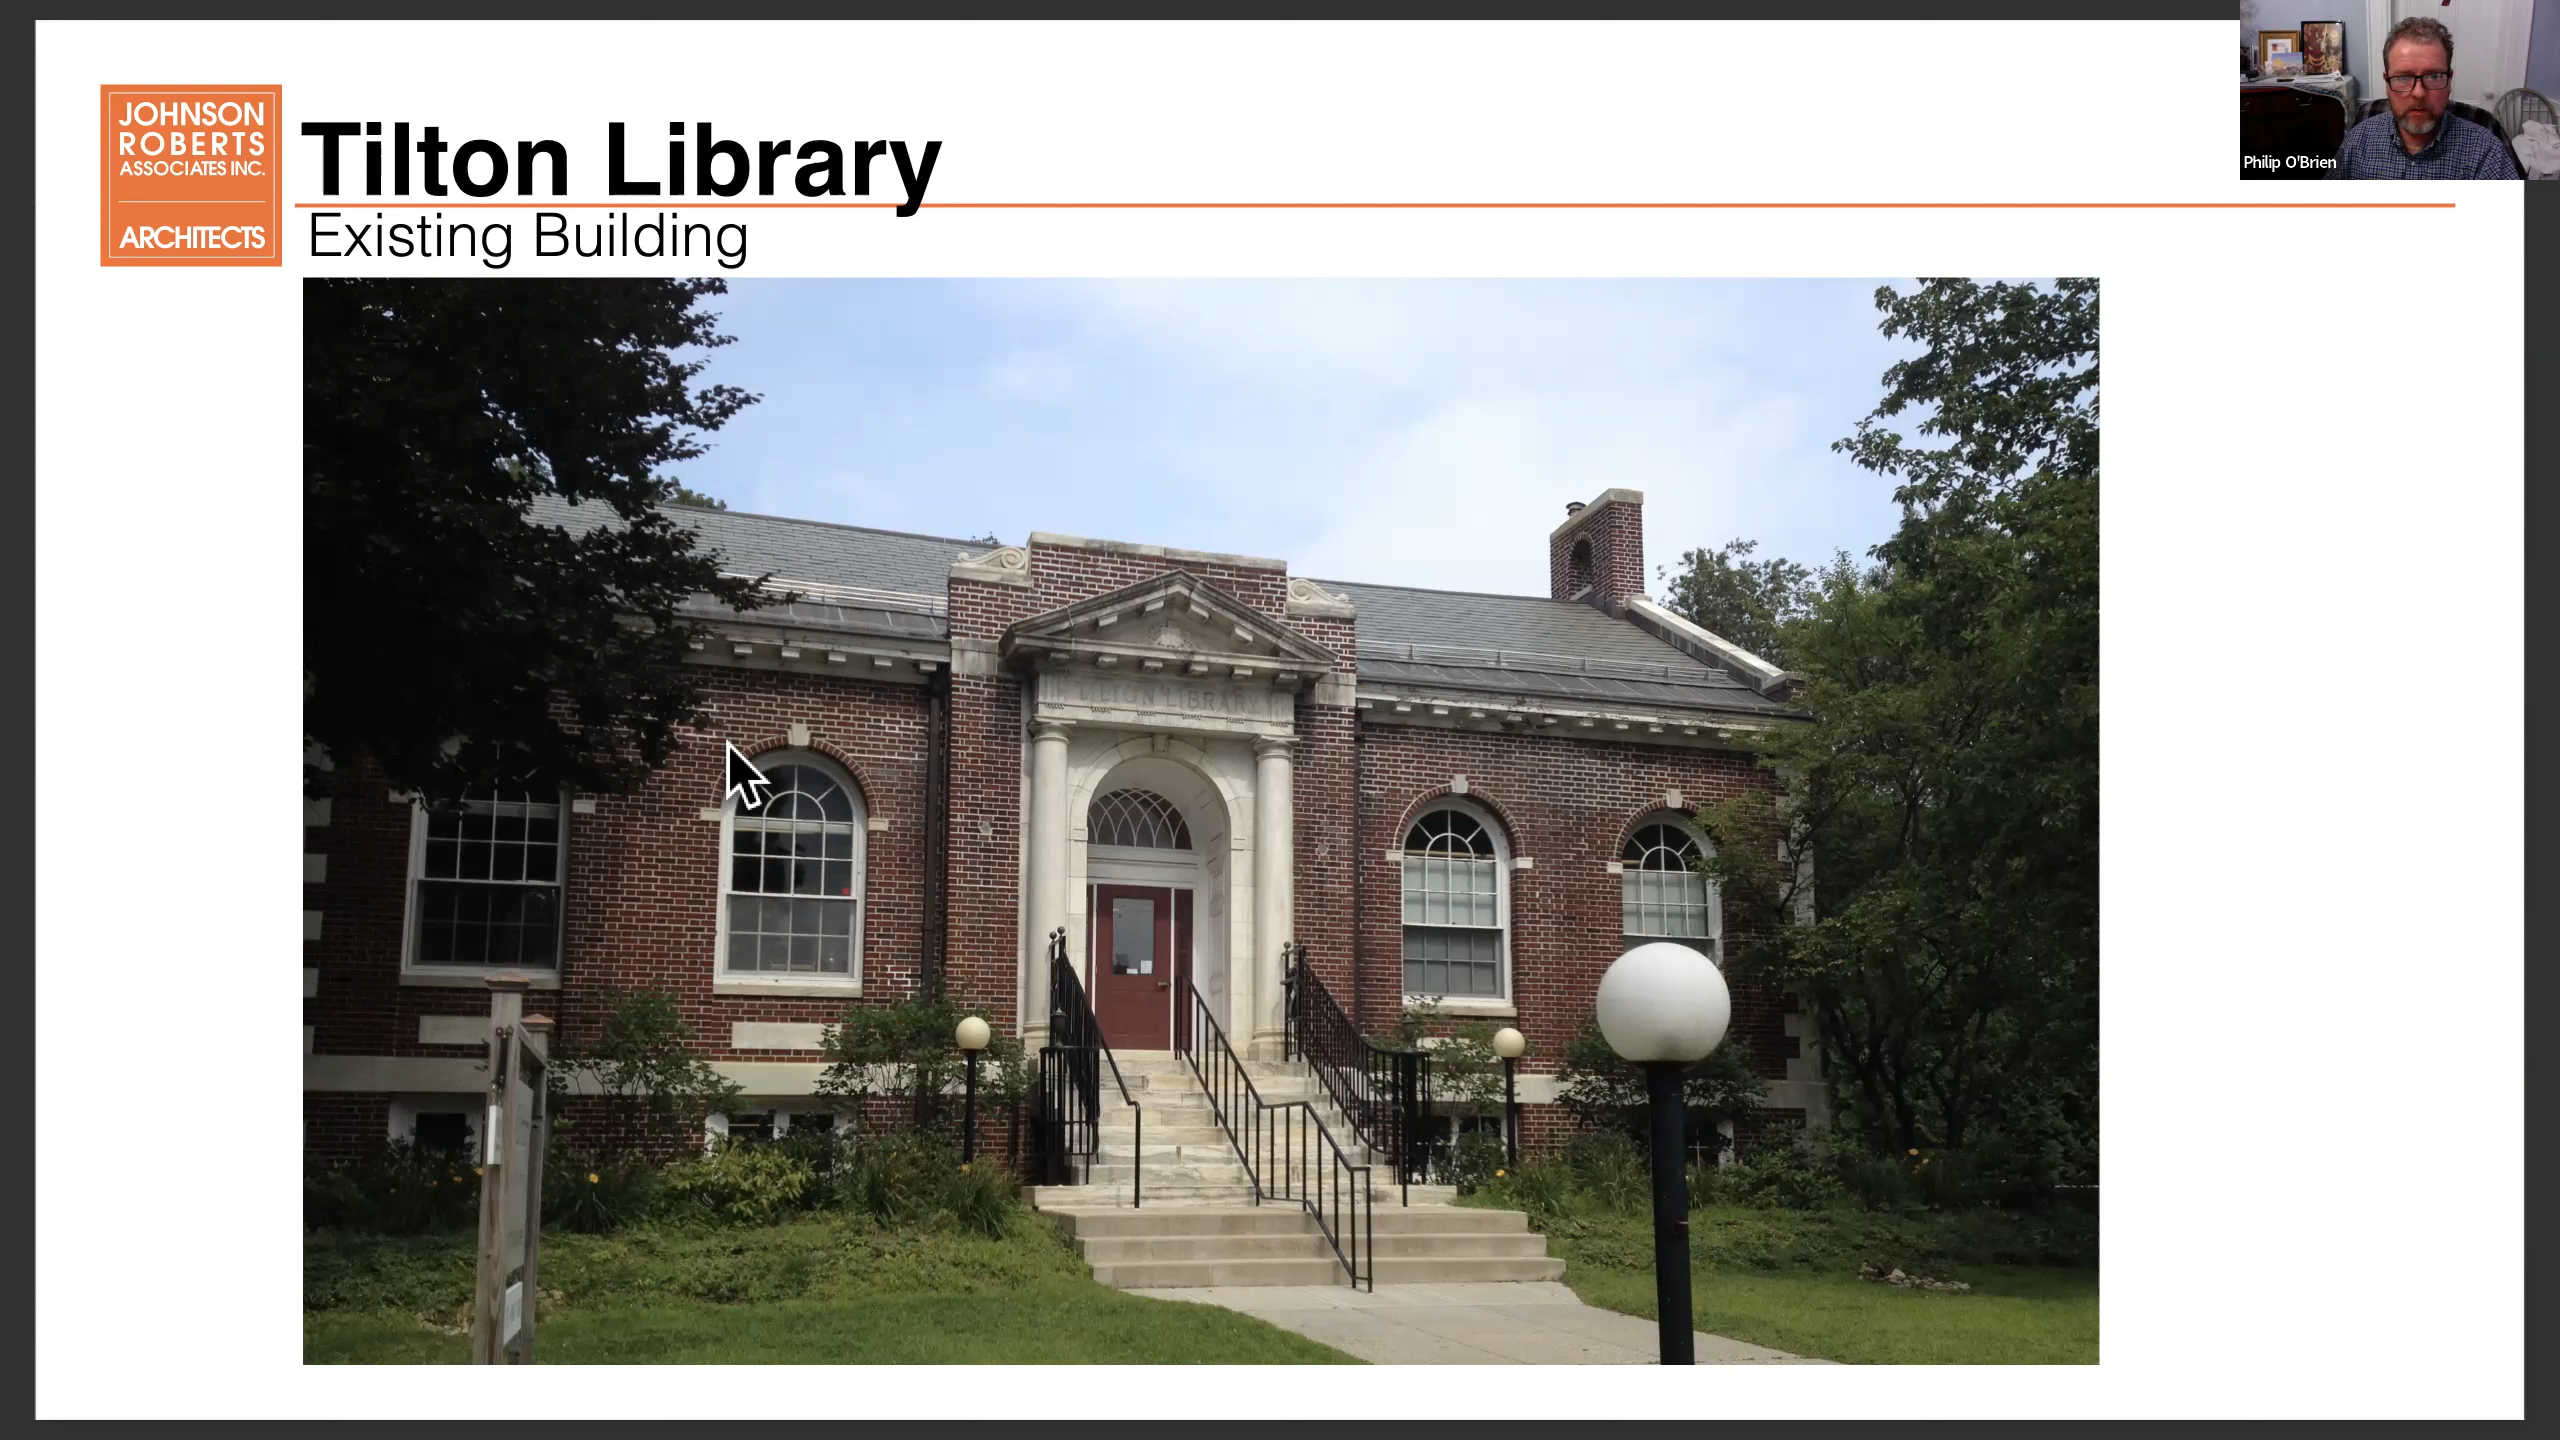 JOHNSON
ROBERTS
ASSOCIATES INC.
ARCHITECTS
Tilton Library
Existing Building
Philip O'Brien
TILTON LIBRARY